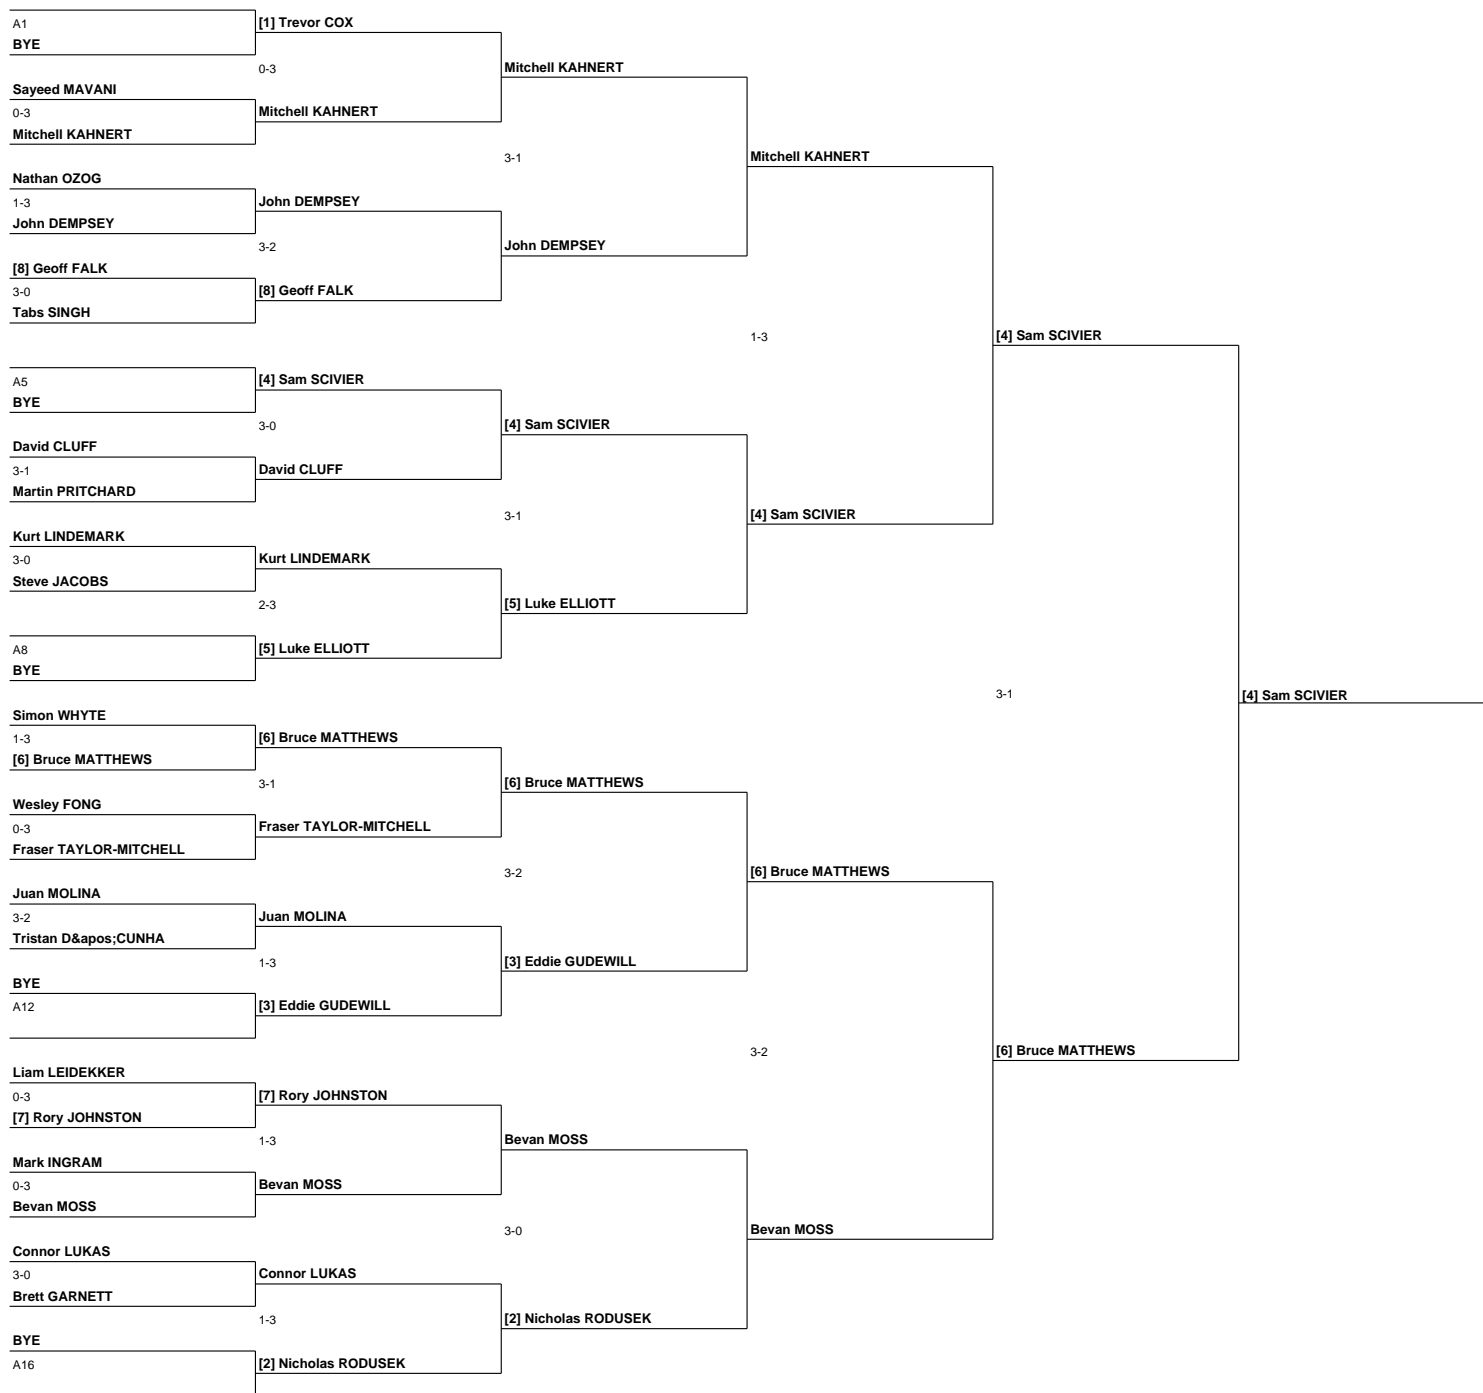 A1
BYE
Sayeed MAVANI
0-3
Mitchell KAHNERT
Nathan OZOG
1-3
John DEMPSEY
[8] Geoff FALK
3-0
Tabs SINGH
A5
BYE
David CLUFF
3-1
Martin PRITCHARD
Kurt LINDEMARK
3-0
Steve JACOBS
A8
BYE
Simon WHYTE
1-3
[6] Bruce MATTHEWS
Wesley FONG
0-3
Fraser TAYLOR-MITCHELL
Juan MOLINA
3-2
Tristan D&apos;CUNHA
BYE
A12
Liam LEIDEKKER
0-3
[7] Rory JOHNSTON
Mark INGRAM
0-3
Bevan MOSS
Connor LUKAS
3-0
Brett GARNETT
BYE
A16
[1] Trevor COX
0-3
Mitchell KAHNERT
John DEMPSEY
3-2
[8] Geoff FALK
[4] Sam SCIVIER
3-0
David CLUFF
Kurt LINDEMARK
2-3
[5] Luke ELLIOTT
[6] Bruce MATTHEWS
3-1
Fraser TAYLOR-MITCHELL
Juan MOLINA
1-3
[3] Eddie GUDEWILL
[7] Rory JOHNSTON
1-3
Bevan MOSS
Connor LUKAS
1-3
[2] Nicholas RODUSEK
Mitchell KAHNERT
3-1
John DEMPSEY
[4] Sam SCIVIER
3-1
[5] Luke ELLIOTT
[6] Bruce MATTHEWS
3-2
[3] Eddie GUDEWILL
Bevan MOSS
3-0
[2] Nicholas RODUSEK
Mitchell KAHNERT
1-3
[4] Sam SCIVIER
[6] Bruce MATTHEWS
3-2
Bevan MOSS
[4] Sam SCIVIER
3-1
[6] Bruce MATTHEWS
[4] Sam SCIVIER